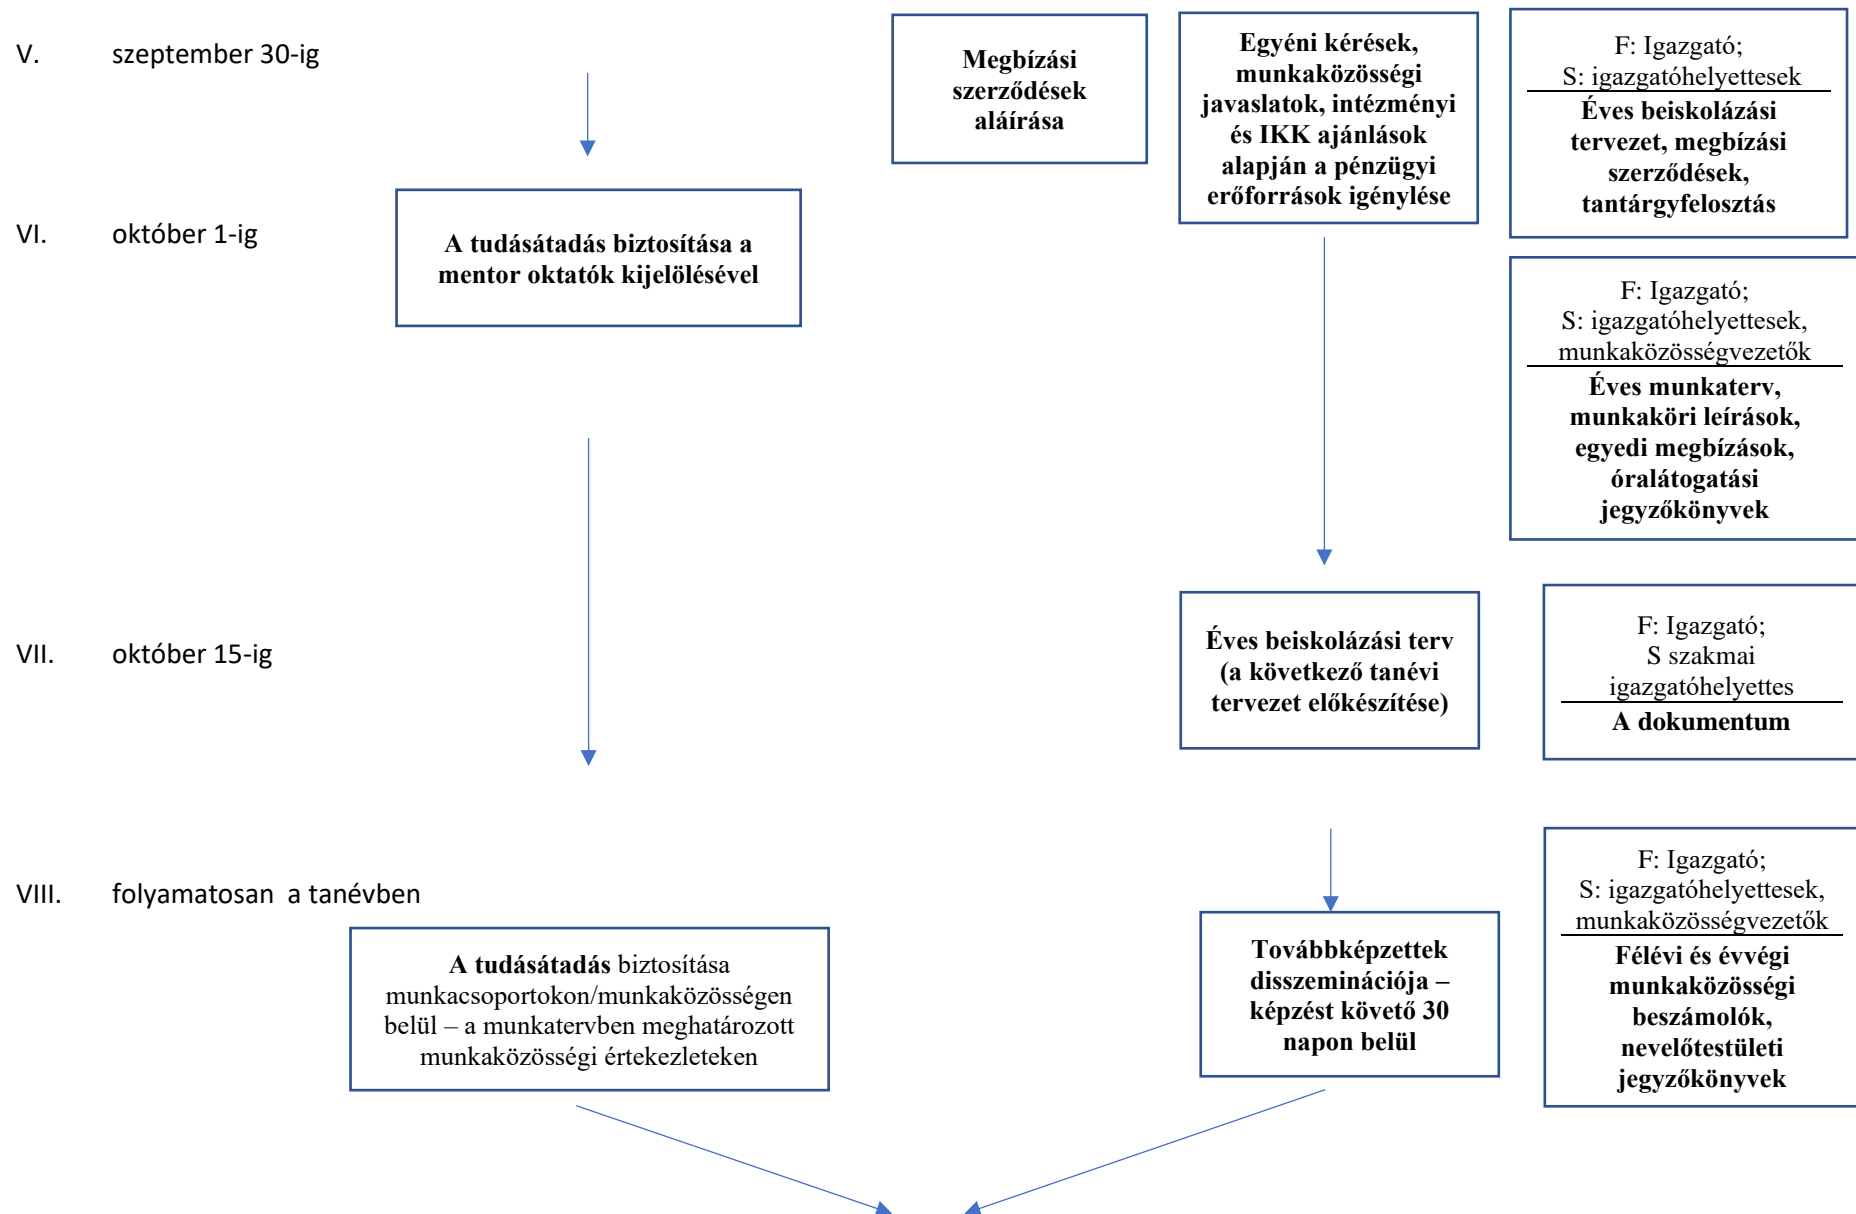 V. szeptember 30-ig
Megbízási
szerződések
aláírása
Egyéni kérések,
munkaközösségi
javaslatok, intézményi
és IKK ajánlások
alapján a pénzügyi
erőforrások igénylése
F: Igazgató;
S: igazgatóhelyettesek
Éves beiskolázási
tervezet, megbízási
szerződések,
tantárgyfelosztás
VI. október 1-ig
A tudásátadás biztosítása a
mentor oktatók kijelölésével
F: Igazgató;
S: igazgatóhelyettesek,
munkaközösségvezetők
Éves munkaterv,
munkaköri leírások,
egyedi megbízások,
óralátogatási
jegyzőkönyvek
VII. október 15-ig
Éves beiskolázási terv
(a következő tanévi
tervezet előkészítése)
F: Igazgató;
S szakmai
igazgatóhelyettes
A dokumentum
VIII. folyamatosan a tanévben
A tudásátadás biztosítása
munkacsoportokon/munkaközösségen
belül – a munkatervben meghatározott
munkaközösségi értekezleteken
Továbbképzettek
disszeminációja –
képzést követő 30
napon belül
F: Igazgató;
S: igazgatóhelyettesek,
munkaközösségvezetők
Félévi és évvégi
munkaközösségi
beszámolók,
nevelőtestületi
jegyzőkönyvek